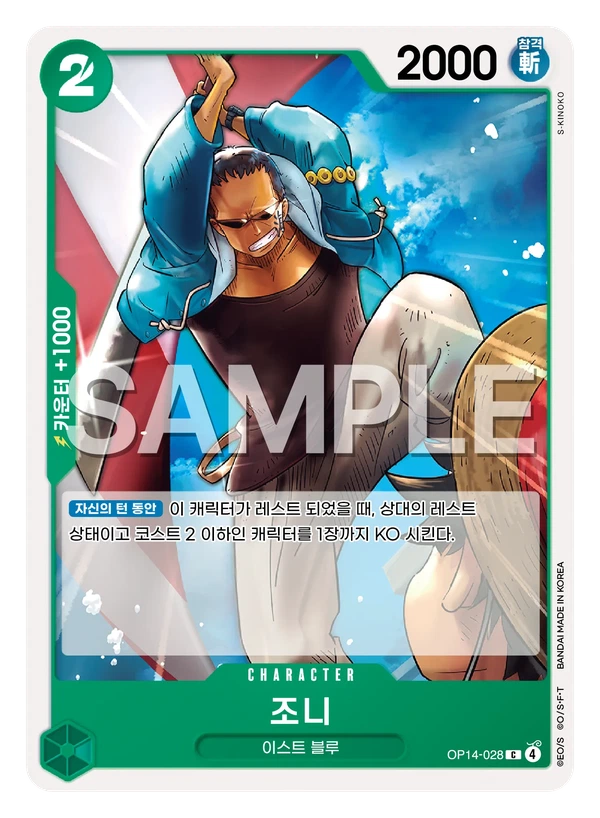 2
2000
참격
斬
S-KINOKO
카운터 +1000
SAMPLE
자신의 턴 동안 이 캐릭터가 레스트 되었을 때, 상대의 레스트
상태이고 코스트 2 이하인 캐릭터를 1장까지 KO 시킨다.
CHARACTER
조니
이스트 블루
OP14-028 C 4
©EO/S ©O/S·F·T BANDAI MADE IN KOREA